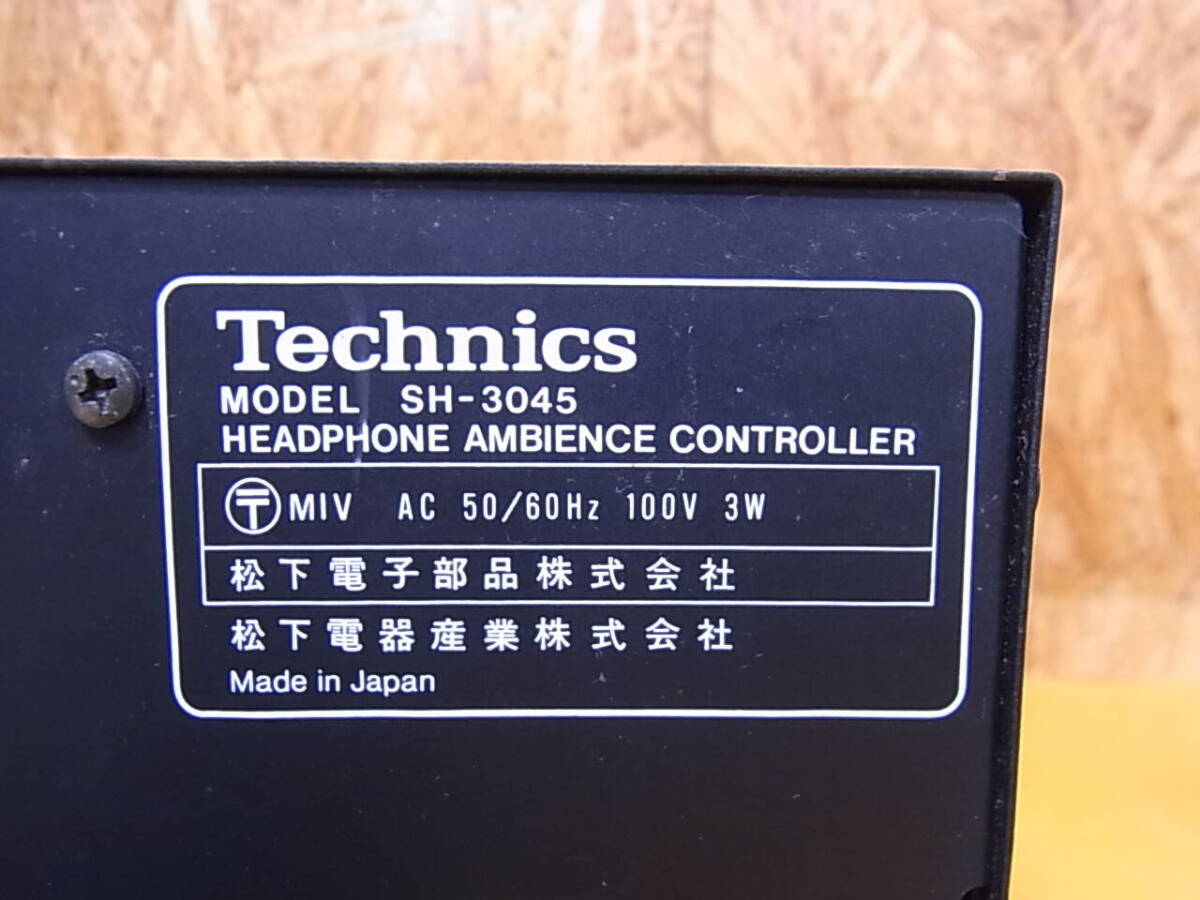 Technics
MODEL SH-3045
HEADPHONE AMBIENCE CONTROLLER
〒 MIV AC 50/60Hz 100V 3W
松下電子部品株式会社
松下電器産業株式会社
Made in Japan